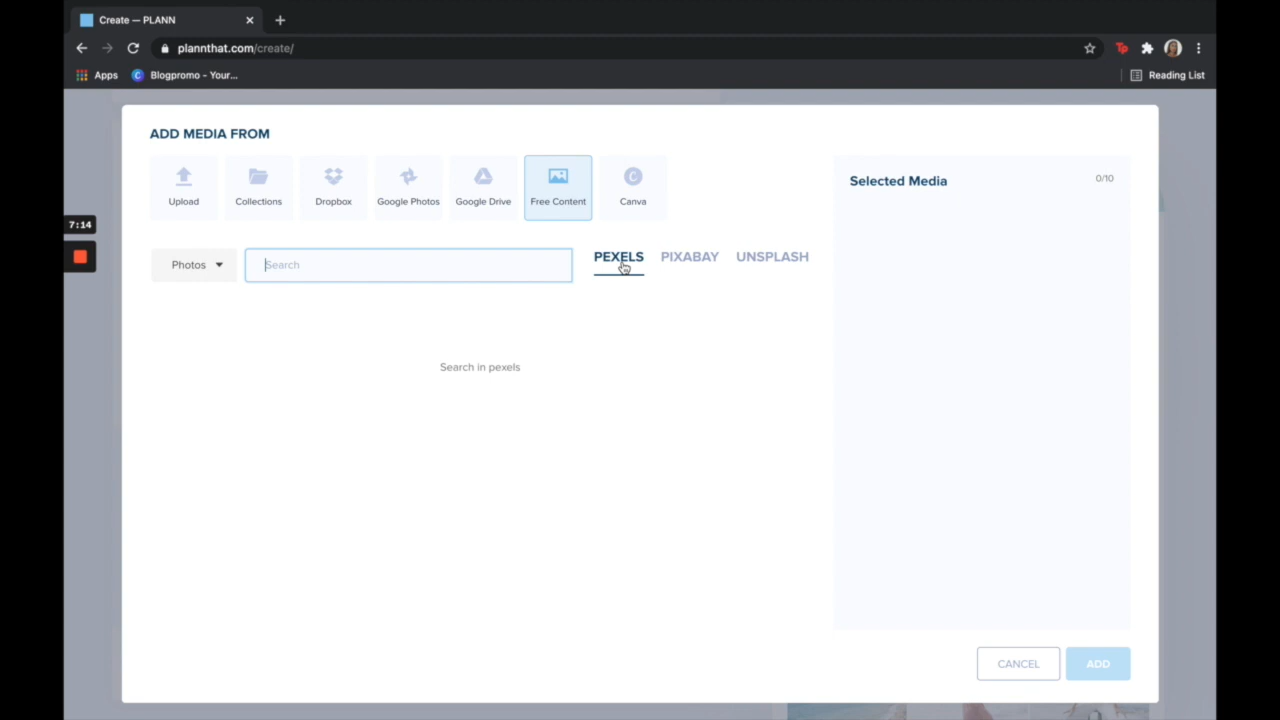 Create — PLANN
plannthat.com/create/
Tp
Apps
C
Blogpromo - Your...
Reading List
ADD MEDIA FROM
Upload
Collections
Dropbox
Google Photos
Google Drive
Free Content
C
Canva
Selected Media
0/10
7:14
Photos
Search
PEXELS
PIXABAY
UNSPLASH
Search in pexels
CANCEL
ADD